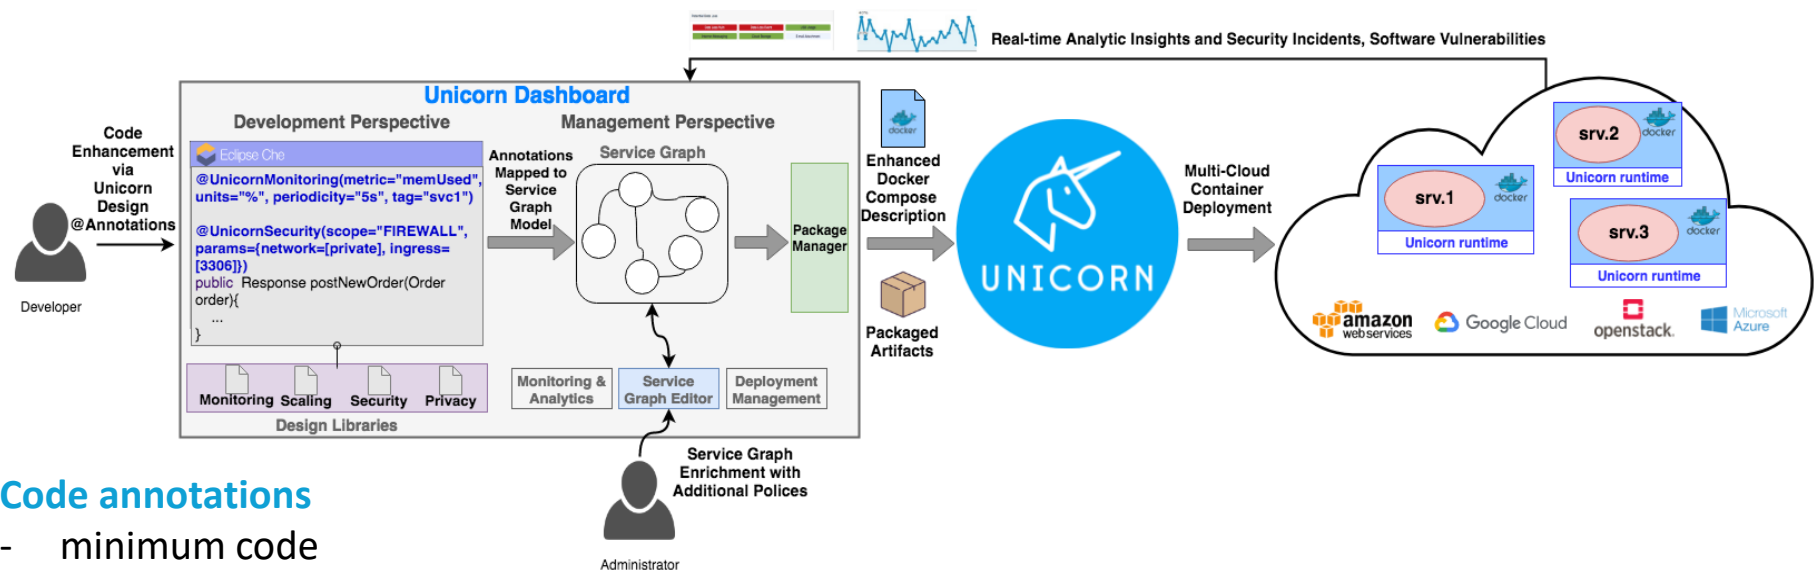 Real-time Analytic Insights and Security Incidents, Software Vulnerabilities
Unicorn Dashboard
Development Perspective
Management Perspective
Code
Enhancement
via
Unicorn
Design
@Annotations
Developer
Eclipse Che
@UnicornMonitoring(metric="memUsed",
units="%", periodicity="5s", tag="svc1")
@UnicornSecurity(scope="FIREWALL",
params={network=[private], ingress=
[3306]})
public Response postNewOrder(Order
order){
...
}
Monitoring
Scaling
Security
Privacy
Design Libraries
Annotations
Mapped to
Service
Graph
Model
Service Graph
Package
Manager
Monitoring &
Analytics
Service
Graph Editor
Deployment
Management
Service Graph
Enrichment with
Additional Polices
Administrator
docker
Enhanced
Docker
Compose
Description
Packaged
Artifacts
UNICORN
Multi-Cloud
Container
Deployment
srv.2
docker
Unicorn runtime
srv.1
docker
Unicorn runtime
srv.3
docker
Unicorn runtime
amazon
webservices
Google Cloud
openstack.
Microsoft
Azure
Code annotations
- minimum code